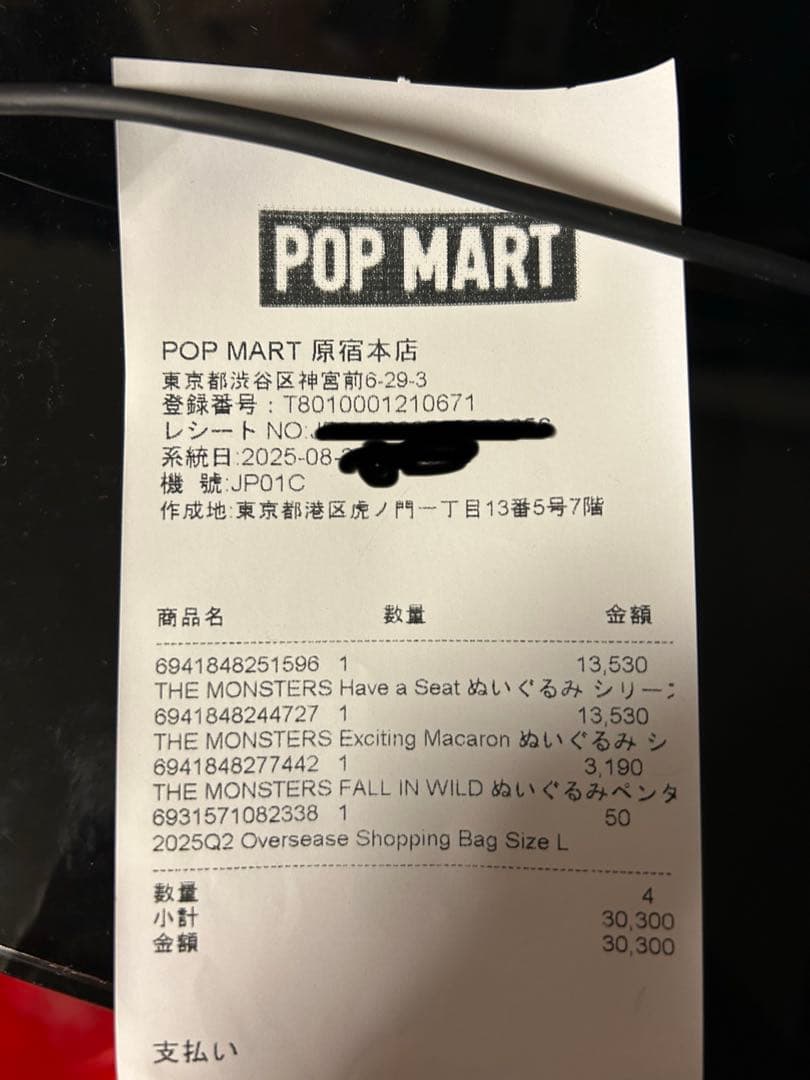 POP MART
POP MART 原宿本店
東京都渋谷区神宮前6-29-3
登録番号：T8010001210671
レシート NO:
系統日:2025-08-
機 號:JP01C
作成地:東京都港区虎ノ門一丁目13番5号7階
商品名 数量 金額
6941848251596 1 13,530
THE MONSTERS Have a Seat ぬいぐるみ シリーン
6941848244727 1 13,530
THE MONSTERS Exciting Macaron ぬいぐるみ シ
6941848277442 1 3,190
THE MONSTERS FALL IN WILD ぬいぐるみペンタ
6931571082338 1 50
2025Q2 Oversease Shopping Bag Size L
数量 4
小計 30,300
金額 30,300
支払い